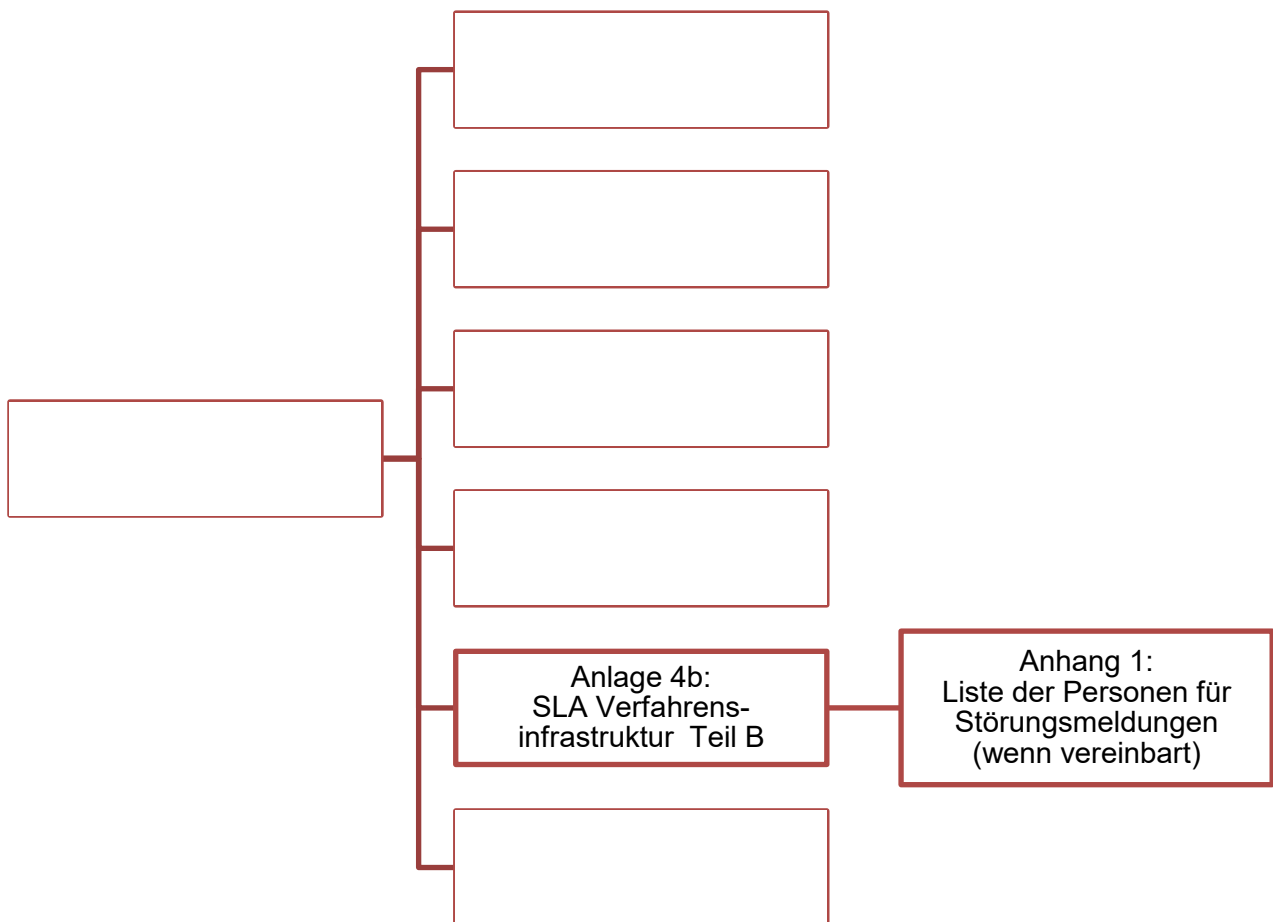 Anlage 4b:
SLA Verfahrens-
infrastruktur  Teil B
Anhang 1:
Liste der Personen für
Störungsmeldungen
(wenn vereinbart)